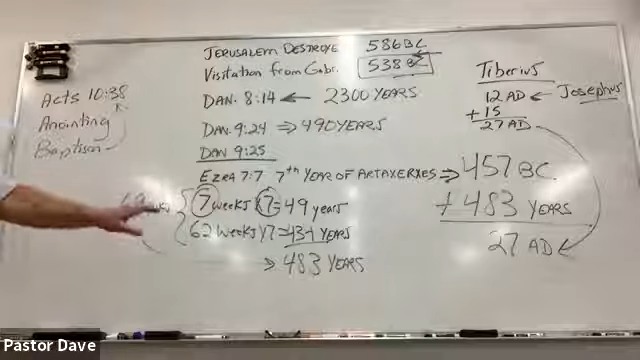 JERUSALEM DESTROYE 586BC
Visitation from Gabr. 538BC
DAN. 8:14 ← 2300 YEARS
DAN. 9:24 ⇒ 490 YEARS
DAN 9:25
EZRA 7:7 7th YEAR OF ARTAXERXES ⇒ 457 BC
7 weeks X 7 = 49 years
62 weeks X 7 = 434 YEARS
⇒ 483 YEARS
Acts 10:38
Anointing
Baptism
Tiberius
12 AD ← Josephus
+ 15
27 AD
+ 483 YEARS
27 AD
Pastor Dave